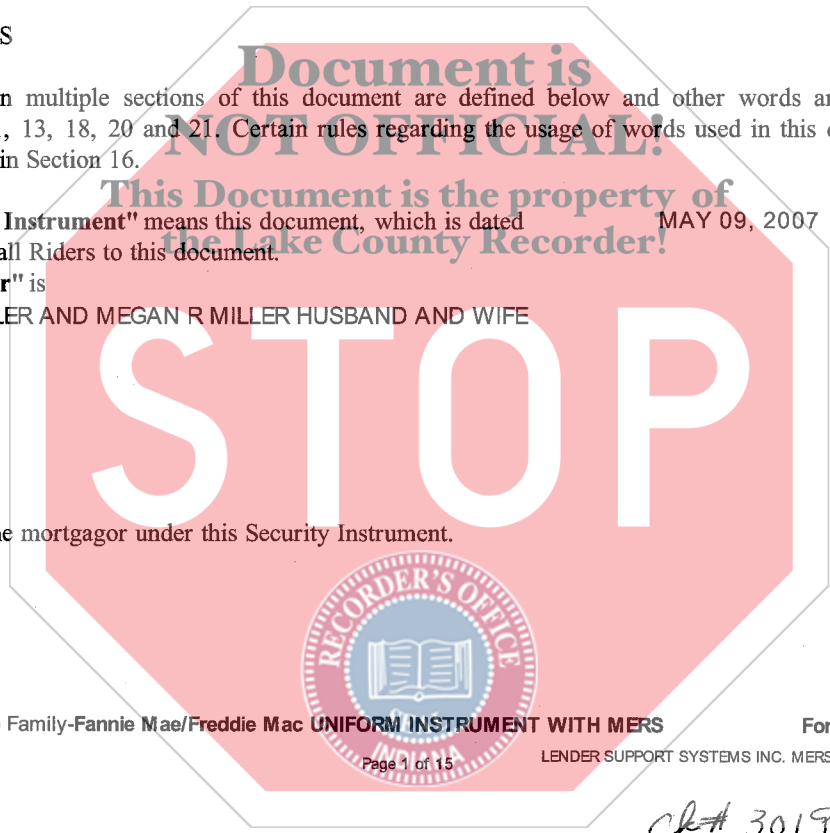 S
Document is
n multiple sections of this document are defined below and other words a
, 13, 18, 20 and 21. Certain rules regarding the usage of words used in this
NOT OFFICIAL!
in Section 16.
This Document is the property of
Instrument" means this document, which is dated MAY 09, 2007
the Lake County Recorder!
all Riders to this document.
r" is
LER AND MEGAN R MILLER HUSBAND AND WIFE
STOP
e mortgagor under this Security Instrument.
RECORDER'S OFFICE
INDIANA
Family-Fannie Mae/Freddie Mac UNIFORM INSTRUMENT WITH MERS For
Page 1 of 15
LENDER SUPPORT SYSTEMS INC. MERS
ck# 3019